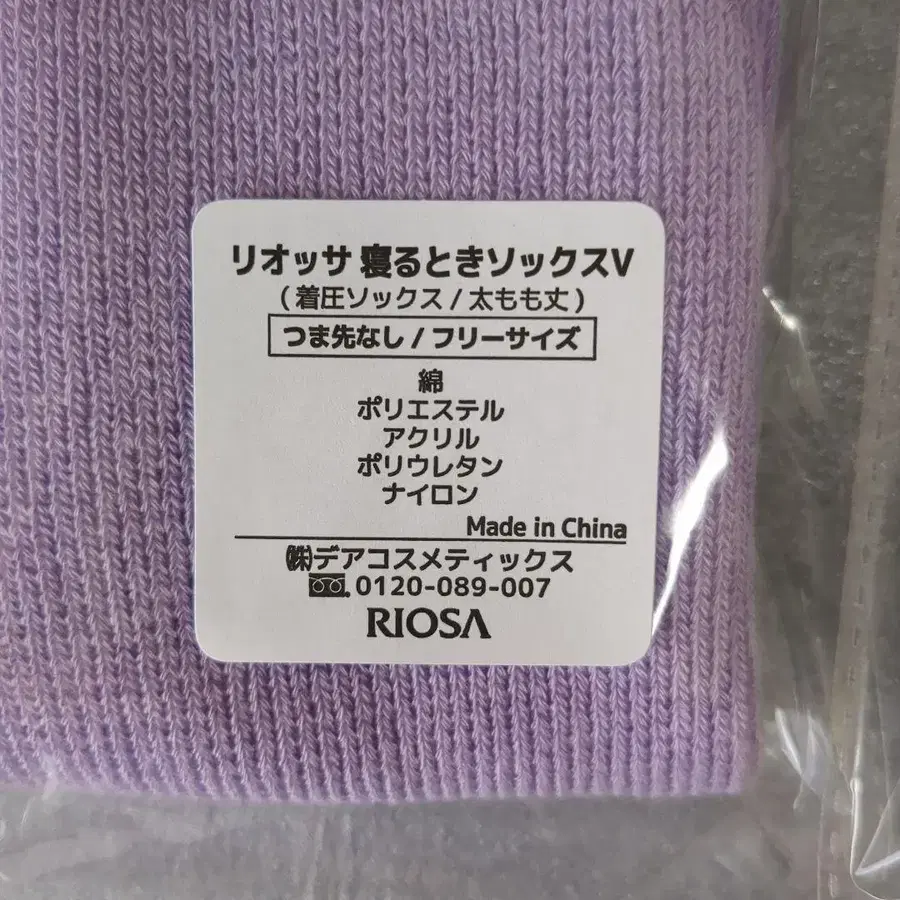 リオッサ 寝るときソックスV
(着圧ソックス/太もも丈)
つま先なし/フリーサイズ
綿
ポリエステル
アクリル
ポリウレタン
ナイロン
Made in China
㈱デアコスメティックス
0120-089-007
RIOSA